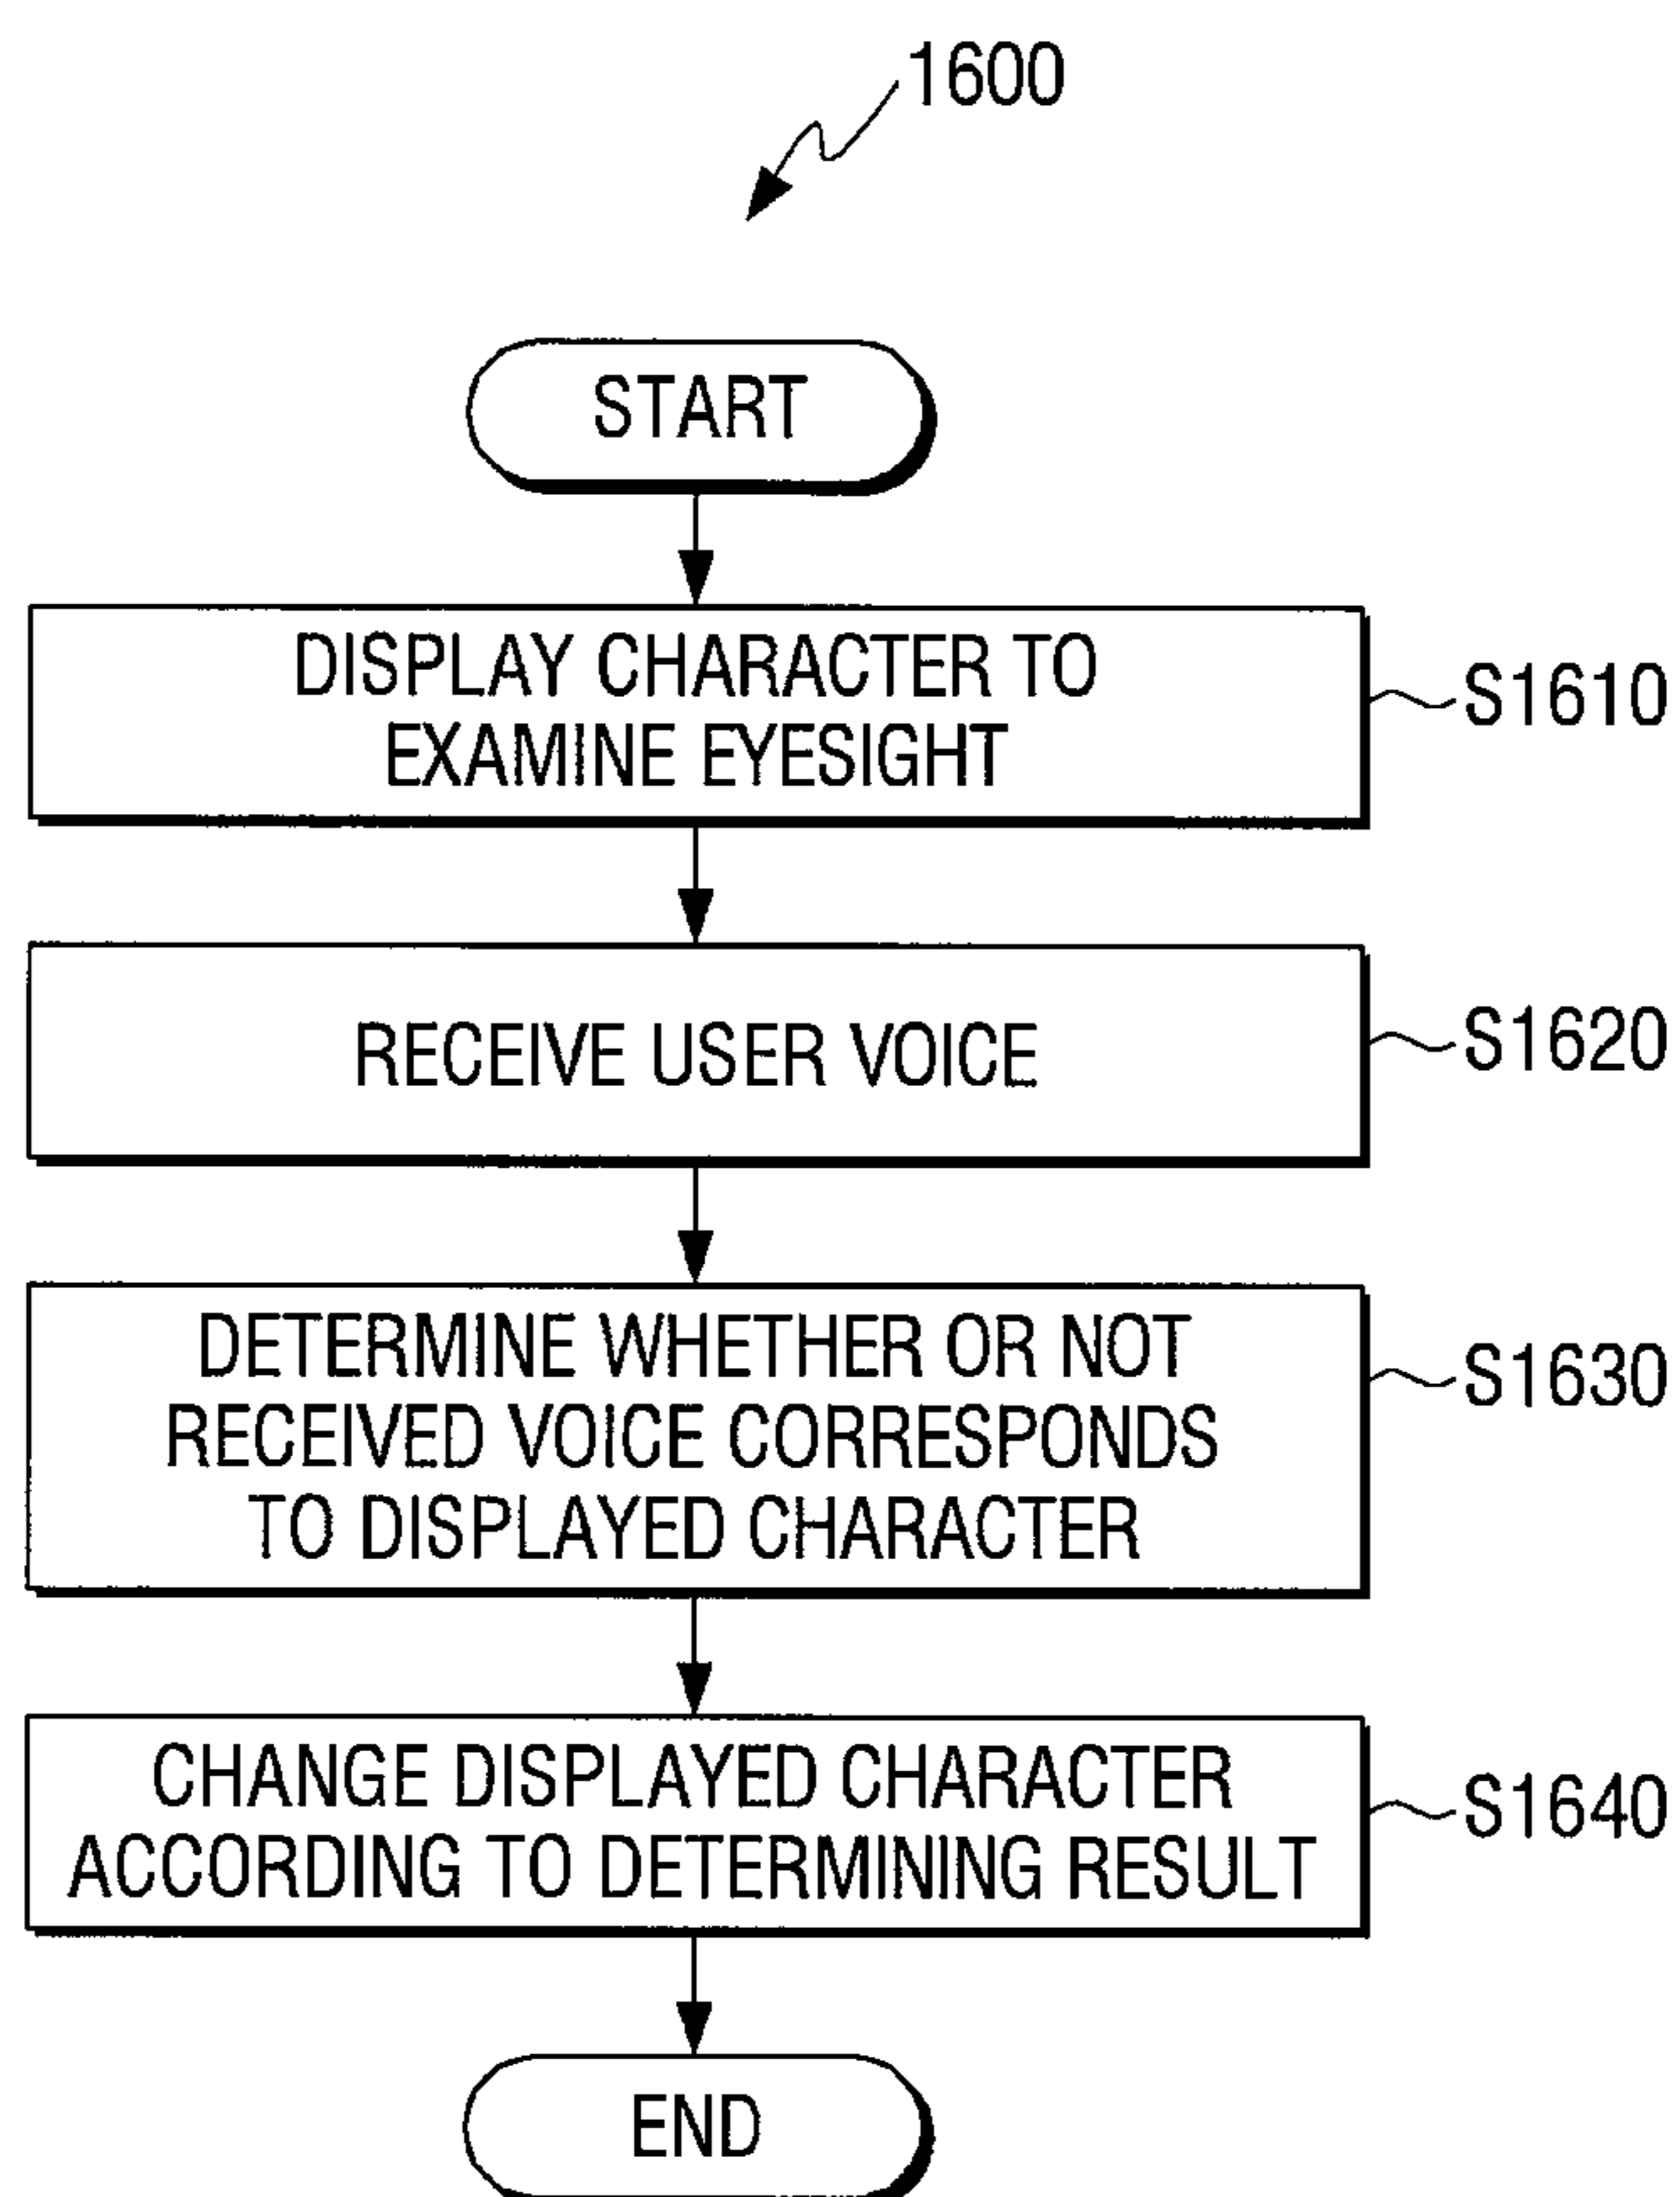 1600
START
DISPLAY CHARACTER TO
EXAMINE EYESIGHT
S1610
RECEIVE USER VOICE
S1620
DETERMINE WHETHER OR NOT
RECEIVED VOICE CORRESPONDS
TO DISPLAYED CHARACTER
S1630
CHANGE DISPLAYED CHARACTER
ACCORDING TO DETERMINING RESULT
S1640
END